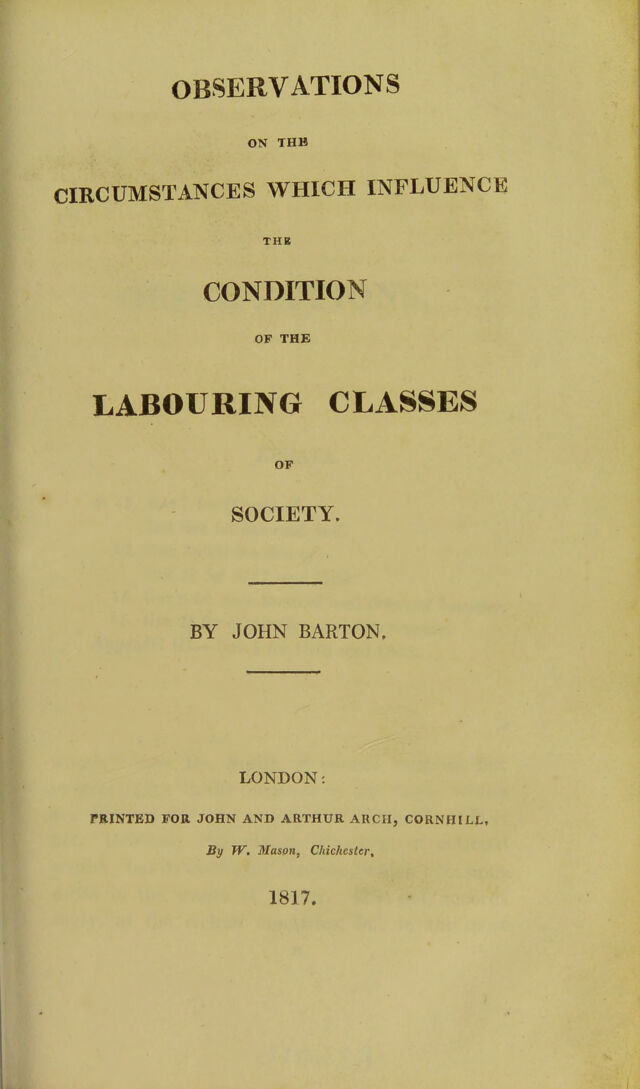 OBSERVATIONS
ON THE
CIRCUMSTANCES WHICH INFLUENCE
THE
CONDITION
OF THE
LABOURING CLASSES
OF
SOCIETY.
BY JOHN BARTON.
LONDON:
PRINTED FOR JOHN AND ARTHUR ARCH, CORNHILL,
By W. Mason, Chichester,
1817.